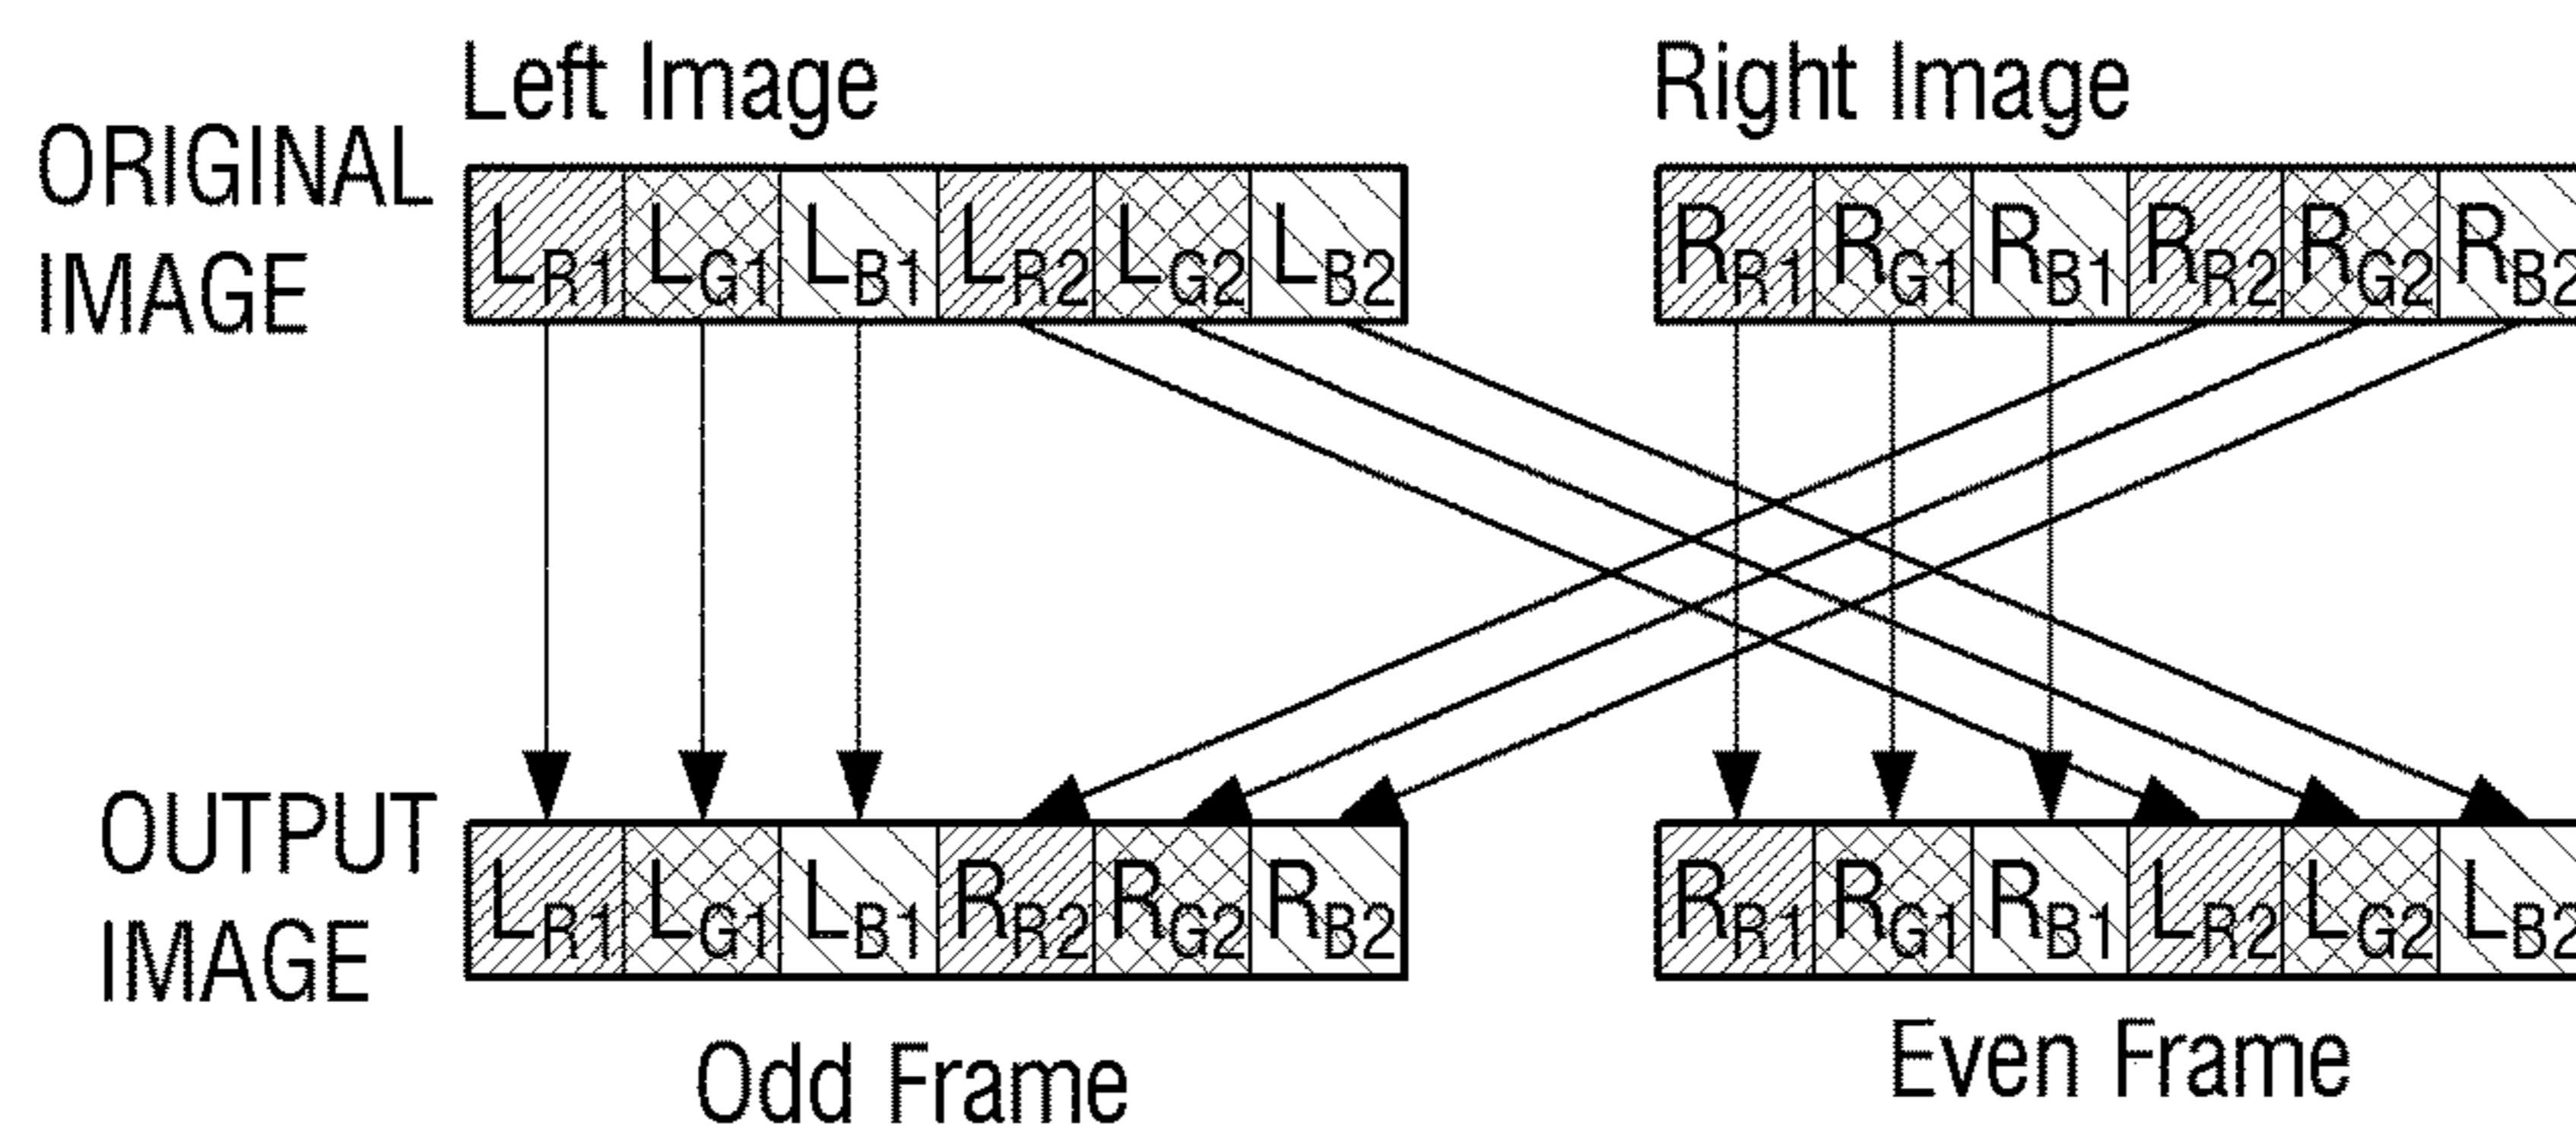 Left Image Right Image
ORIGINAL
IMAGE
LR1 LG1 LB1 LR2 LG2 LB2 RR1 RG1 RB1 RR2 RG2 RB2
OUTPUT
IMAGE
LR1 LG1 LB1 RR2 RG2 RB2 RR1 RG1 RB1 LR2 LG2 LB2
Odd Frame Even Frame